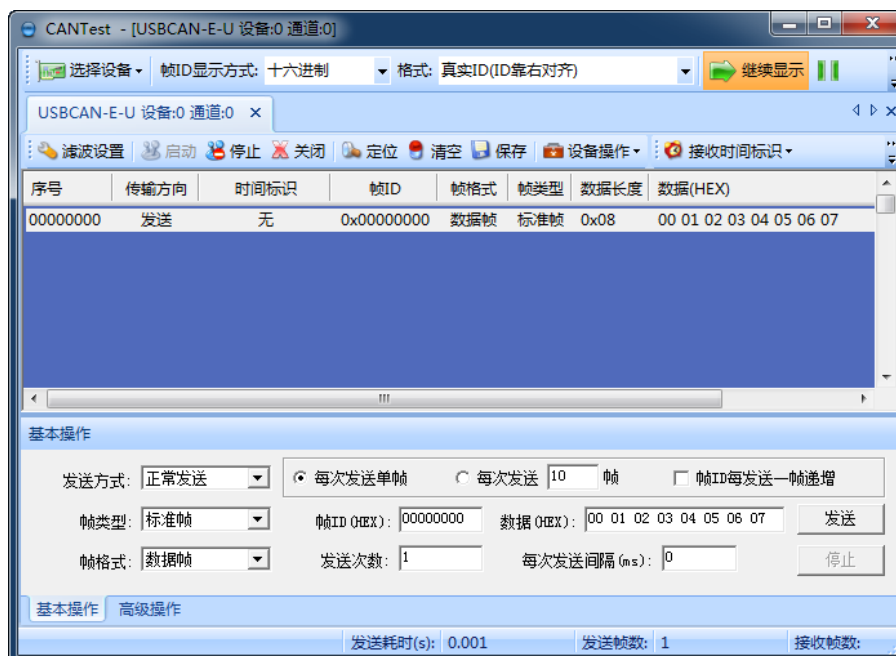 CANTest - [USBCAN-E-U 设备:0 通道:0]
选择设备 帧ID显示方式: 十六进制 格式: 真实ID(ID靠右对齐) 继续显示
USBCAN-E-U 设备:0 通道:0
滤波设置 启动 停止 关闭 定位 清空 保存 设备操作 接收时间标识
序号 传输方向 时间标识 帧ID 帧格式 帧类型 数据长度 数据(HEX)
00000000 发送 无 0x00000000 数据帧 标准帧 0x08 00 01 02 03 04 05 06 07
基本操作
发送方式: 正常发送 每次发送单帧 每次发送 10 帧 帧ID每发送一帧递增
帧类型: 标准帧 帧ID(HEX): 00000000 数据(HEX): 00 01 02 03 04 05 06 07 发送
帧格式: 数据帧 发送次数: 1 每次发送间隔(ms): 0 停止
基本操作 高级操作
发送耗时(s): 0.001 发送帧数: 1 接收帧数: